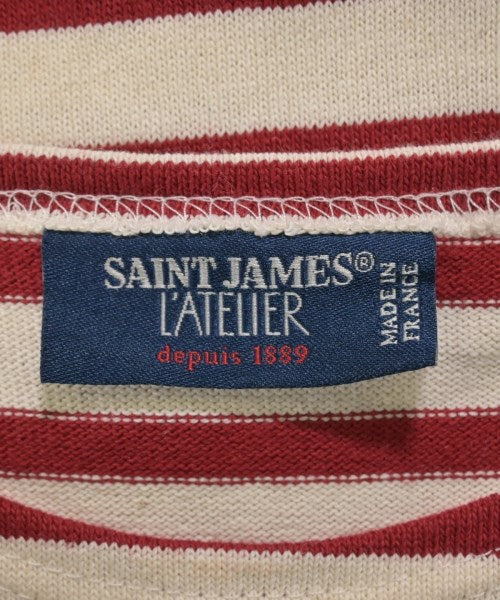 SAINT JAMES®
L'ATELIER
depuis 1889
MADE IN
FRANCE